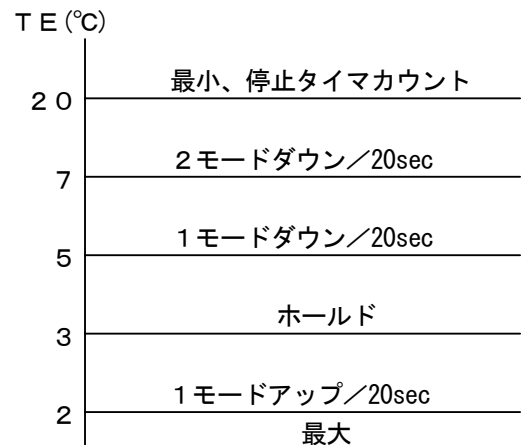 ＴＥ(℃)
最小、停止タイマカウント
２０
２モードダウン／20sec
７
１モードダウン／20sec
５
ホールド
３
１モードアップ／20sec
２
最大